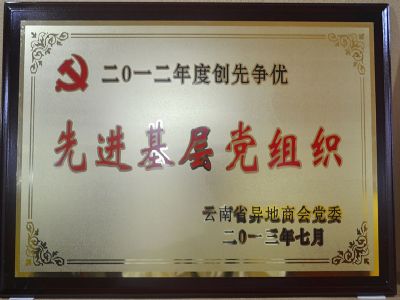 二〇一二年度创先争优
先进基层党组织
云南省异地商会党委
二〇一三年七月